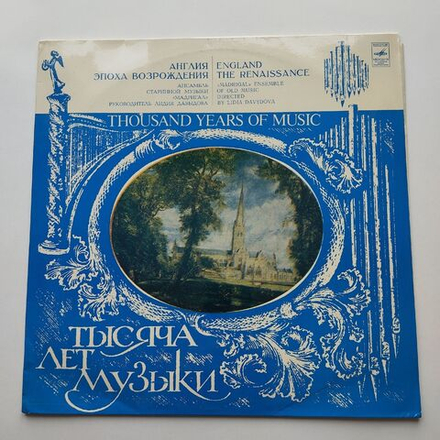 АНГЛИЯ
ЭПОХА ВОЗРОЖДЕНИЯ
АНСАМБЛЬ
СТАРИННОЙ МУЗЫКИ
«МАДРИГАЛ»
РУКОВОДИТЕЛЬ ЛИДИЯ ДАВЫДОВА
ENGLAND
THE RENAISSANCE
«MADRIGAL» ENSEMBLE
OF OLD MUSIC
DIRECTED
BY LIDIA DAVYDOVA
THOUSAND YEARS OF MUSIC
ТЫСЯЧА
ЛЕТ
МУЗЫКИ